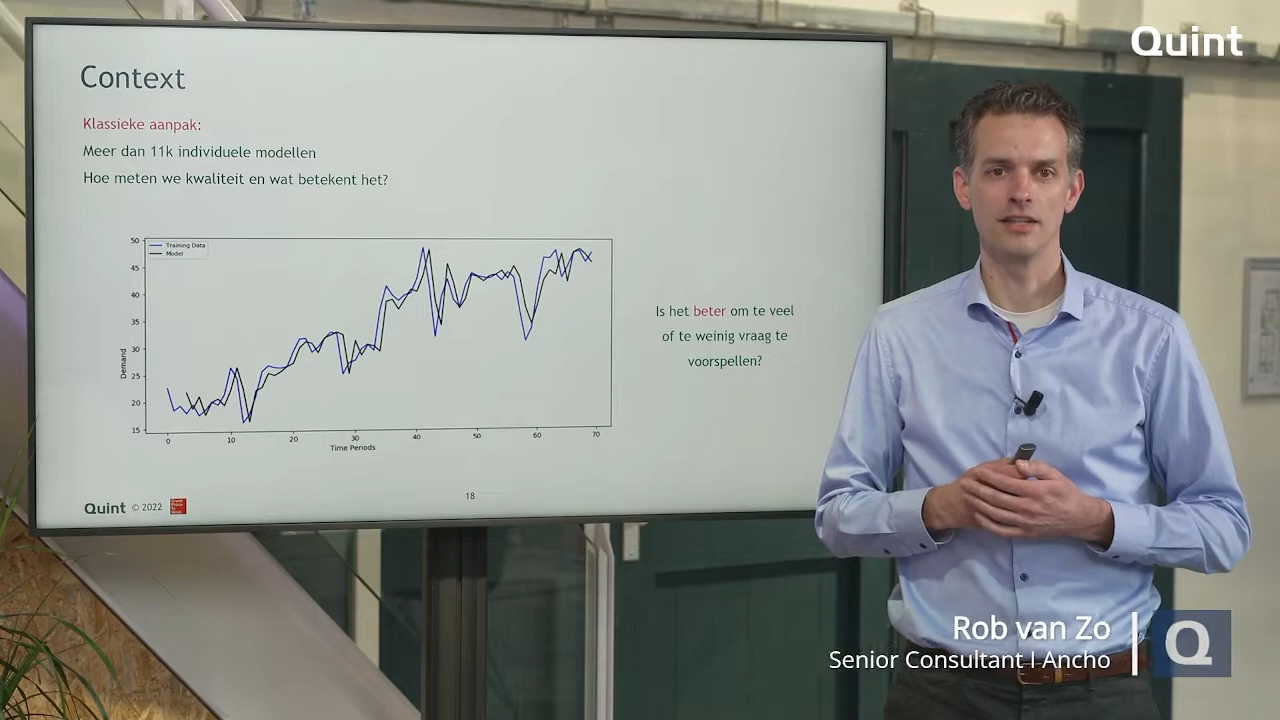 Quint
Context
Klassieke aanpak:
Meer dan 11k individuele modellen
Hoe meten we kwaliteit en wat betekent het?
50
45
40
35
30
25
20
15
Demand
Training Data
Model
0
10
20
30
40
50
60
70
Time Periods
Is het beter om te veel
of te weinig vraag te
voorspellen?
Quint © 2022
18
Rob van Zo
Senior Consultant | Ancho
Q